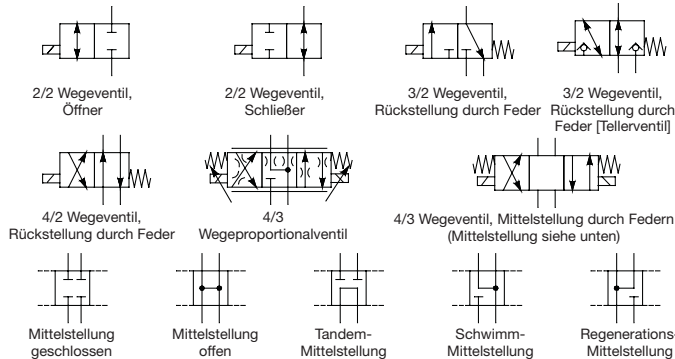 2/2 Wegeventil,
Öffner
2/2 Wegeventil,
Schließer
3/2 Wegeventil,
Rückstellung durch Feder
3/2 Wegeventil,
Rückstellung durch
Feder [Tellerventil]
4/2 Wegeventil,
Rückstellung durch Feder
4/3
Wegeproportionalventil
4/3 Wegeventil, Mittelstellung durch Federn
(Mittelstellung siehe unten)
Mittelstellung
geschlossen
Mittelstellung
offen
Tandem-
Mittelstellung
Schwimm-
Mittelstellung
Regenerations-
Mittelstellung